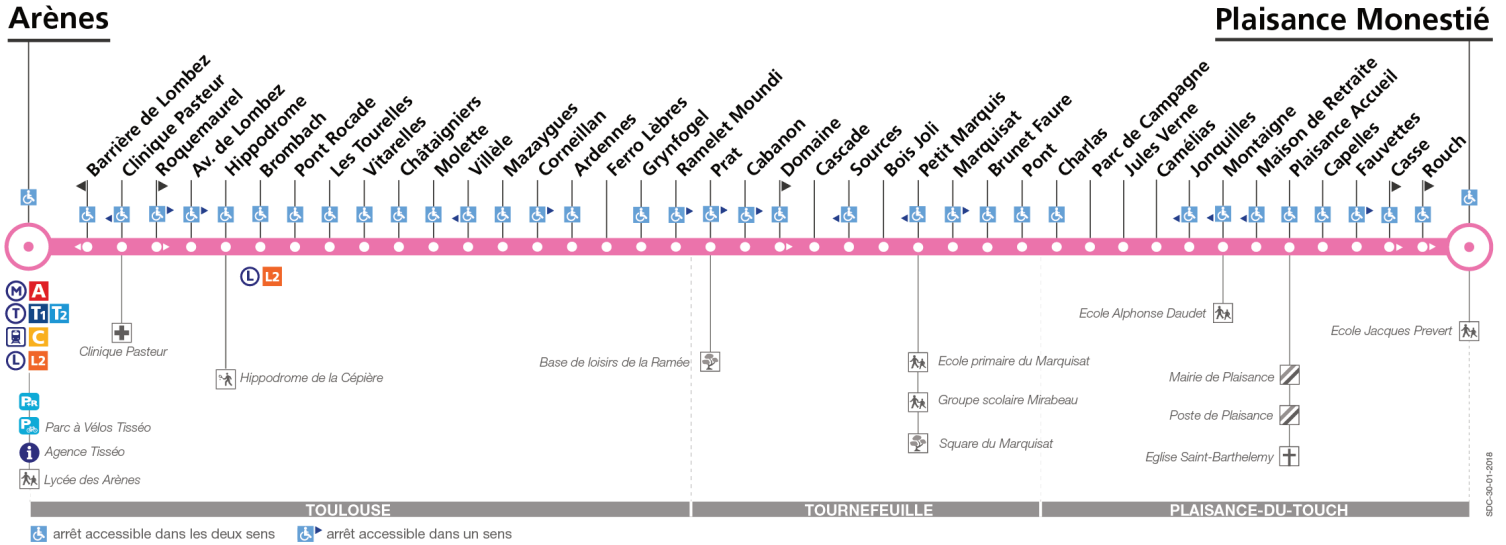 Arènes
Plaisance Monestié
Barrière de Lombez
Clinique Pasteur
Roquemaurel
Av. de Lombez
Hippodrome
Brombach
Pont Rocade
Les Tourelles
Vitarelles
Châtaigniers
Molette
Villèle
Mazaygues
Corneillan
Ardennes
Ferro Lèbres
Grynfogel
Ramelet Moundi
Prat
Cabanon
Domaine
Cascade
Sources
Bois Joli
Petit Marquis
Marquisat
Brunet Faure
Pont
Charlas
Parc de Campagne
Jules Verne
Camélias
Jonquilles
Montaigne
Maison de Retraite
Plaisance Accueil
Capelles
Fauvettes
Casse
Rouch
L L2
M A
T T1 T2
C
L L2
P+R
P
Parc à Vélos Tisséo
i
Agence Tisséo
Lycée des Arènes
Clinique Pasteur
Hippodrome de la Cépière
Base de loisirs de la Ramée
Ecole primaire du Marquisat
Groupe scolaire Mirabeau
Square du Marquisat
Ecole Alphonse Daudet
Mairie de Plaisance
Poste de Plaisance
Eglise Saint-Barthelemy
Ecole Jacques Prevert
SDC-30-01-2018
TOULOUSE
TOURNEFEUILLE
PLAISANCE-DU-TOUCH
arrêt accessible dans les deux sens
arrêt accessible dans un sens